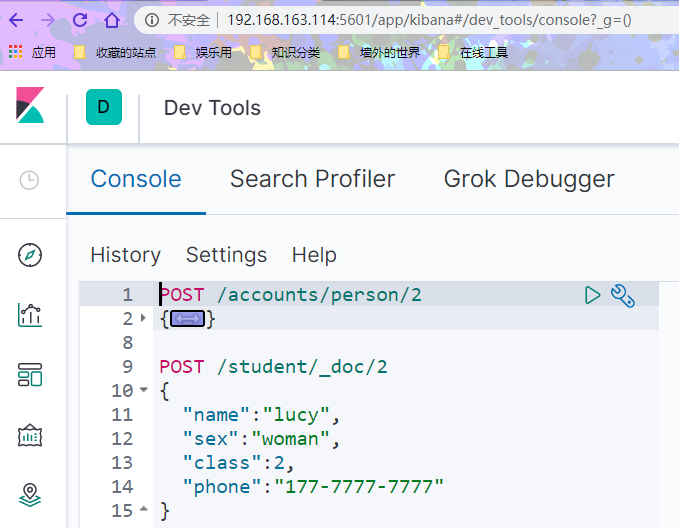 不安全 192.168.163.114:5601/app/kibana#/dev_tools/console?_g=()
应用 收藏的站点 娱乐用 知识分类 墙外的世界 在线工具
D Dev Tools
Console Search Profiler Grok Debugger
History Settings Help
1 POST /accounts/person/2
2 {}
8
9 POST /student/_doc/2
10 {
11 "name":"lucy",
12 "sex":"woman",
13 "class":2,
14 "phone":"177-7777-7777"
15 }